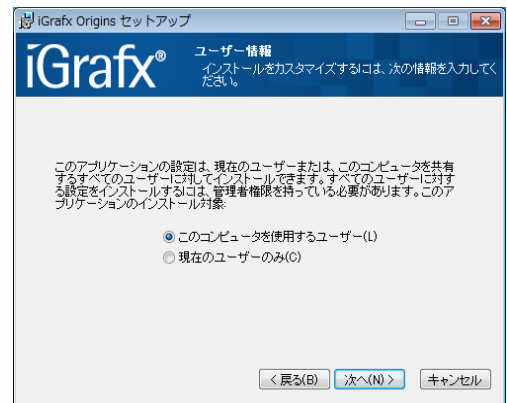 iGrafx Origins セットアップ
iGrafx®
ユーザー情報
インストールをカスタマイズするには、次の情報を入力してく
ださい。
このアプリケーションの設定は、現在のユーザーまたは、このコンピュータを共有
するすべてのユーザーに対してインストールできます。すべてのユーザーに対す
る設定をインストールするには、管理者権限を持っている必要があります。このア
プリケーションのインストール対象:
このコンピュータを使用するユーザー(L)
現在のユーザーのみ(C)
< 戻る(B)
次へ(N) >
キャンセル